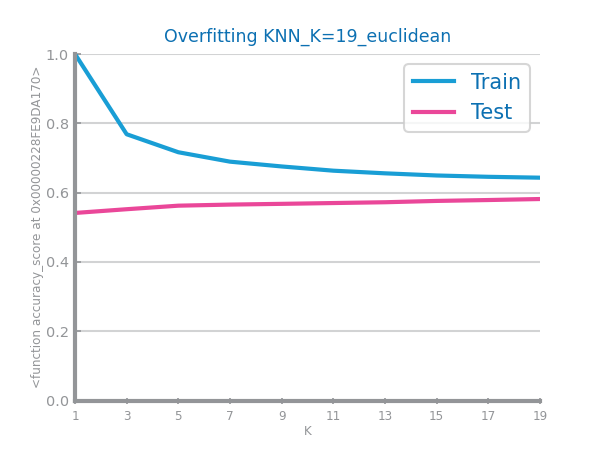 Overfitting KNN_K=19_euclidean
<function accuracy_score at 0x00000228FE9DA170>
1.0
0.8
0.6
0.4
0.2
0.0
Train
Test
1 3 5 7 9 11 13 15 17 19
K